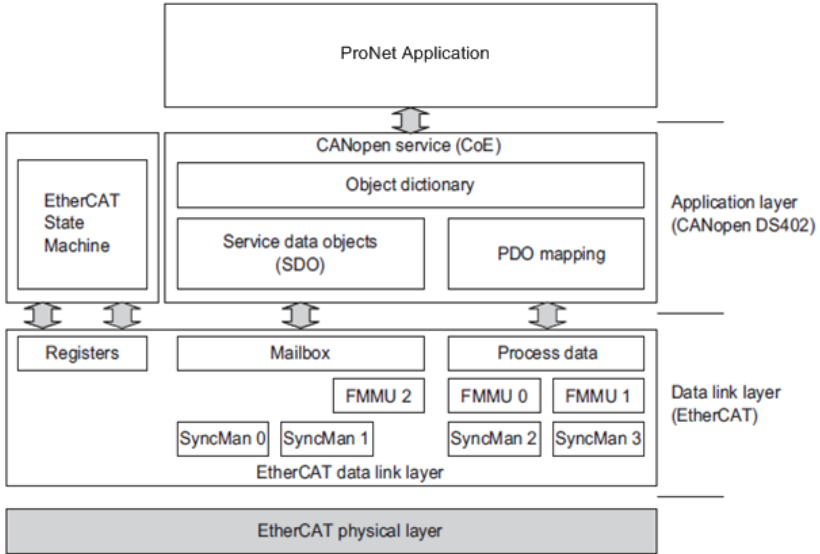 ProNet Application
CANopen service (CoE)
Object dictionary
EtherCAT
State
Machine
Service data objects
(SDO)
PDO mapping
Application layer
(CANopen DS402)
Registers
Mailbox
Process data
FMMU 2
FMMU 0
FMMU 1
SyncMan 0
SyncMan 1
SyncMan 2
SyncMan 3
EtherCAT data link layer
Data link layer
(EtherCAT)
EtherCAT physical layer